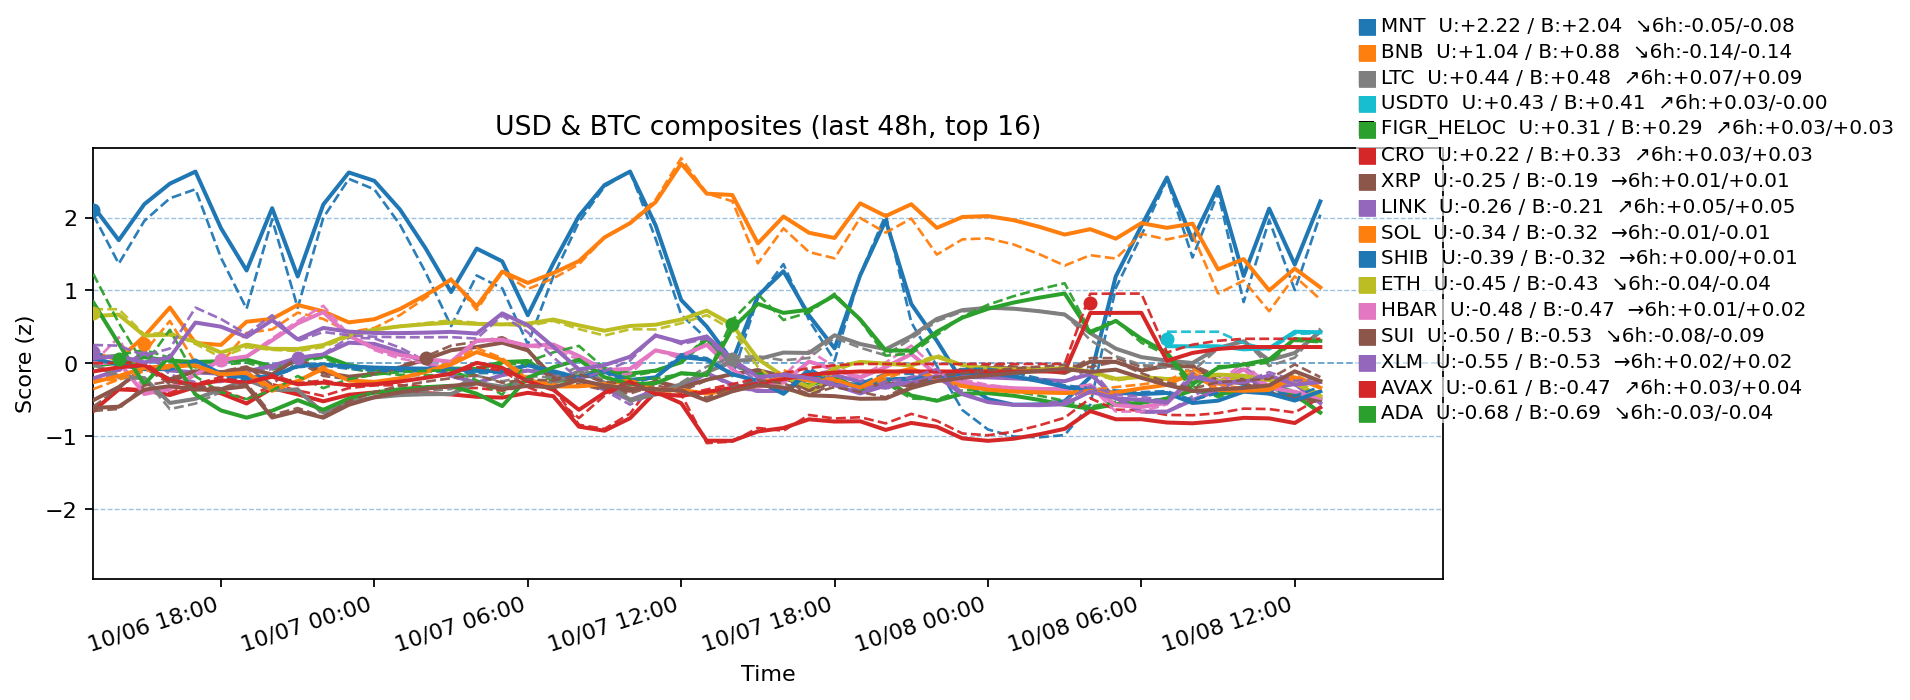 MNT  U:+2.22 / B:+2.04  ↘6h:-0.05/-0.08
BNB  U:+1.04 / B:+0.88  ↘6h:-0.14/-0.14
LTC  U:+0.44 / B:+0.48  ↗6h:+0.07/+0.09
USDT0  U:+0.43 / B:+0.41  ↗6h:+0.03/-0.00
FIGR_HELOC  U:+0.31 / B:+0.29  ↗6h:+0.03/+0.03
CRO  U:+0.22 / B:+0.33  ↗6h:+0.03/+0.03
XRP  U:-0.25 / B:-0.19  →6h:+0.01/+0.01
LINK  U:-0.26 / B:-0.21  ↗6h:+0.05/+0.05
SOL  U:-0.34 / B:-0.32  →6h:-0.01/-0.01
SHIB  U:-0.39 / B:-0.32  →6h:+0.00/+0.01
ETH  U:-0.45 / B:-0.43  ↘6h:-0.04/-0.04
HBAR  U:-0.48 / B:-0.47  →6h:+0.01/+0.02
SUI  U:-0.50 / B:-0.53  ↘6h:-0.08/-0.09
XLM  U:-0.55 / B:-0.53  →6h:+0.02/+0.02
AVAX  U:-0.61 / B:-0.47  ↗6h:+0.03/+0.04
ADA  U:-0.68 / B:-0.69  ↘6h:-0.03/-0.04
USD & BTC composites (last 48h, top 16)
Score (z)
2
1
0
−1
−2
10/06 18:00
10/07 00:00
10/07 06:00
10/07 12:00
10/07 18:00
10/08 00:00
10/08 06:00
10/08 12:00
Time